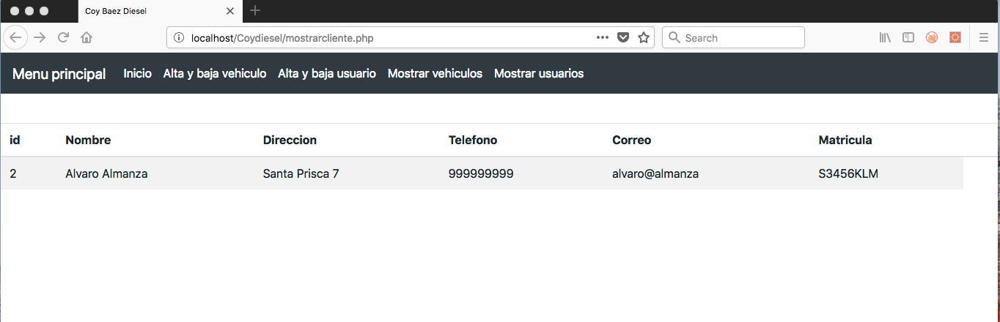 Coy Baez Diesel
localhost/Coydiesel/mostrarcliente.php
Search
Menu principal Inicio Alta y baja vehiculo Alta y baja usuario Mostrar vehiculos Mostrar usuarios
id Nombre Direccion Telefono Correo Matricula
2 Alvaro Almanza Santa Prisca 7 999999999 alvaro@almanza S3456KLM